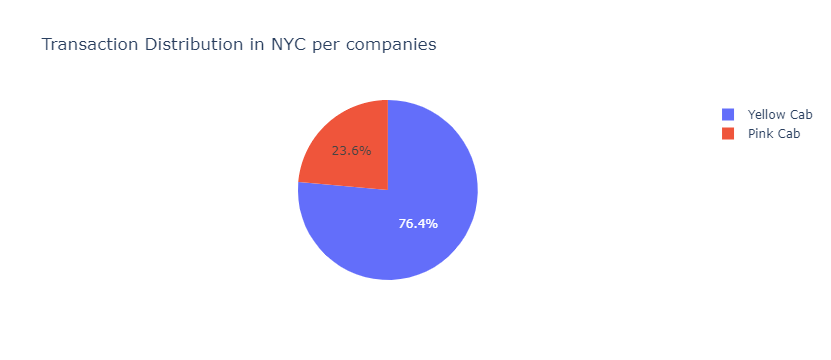 Transaction Distribution in NYC per companies
Yellow Cab
Pink Cab
23.6%
76.4%